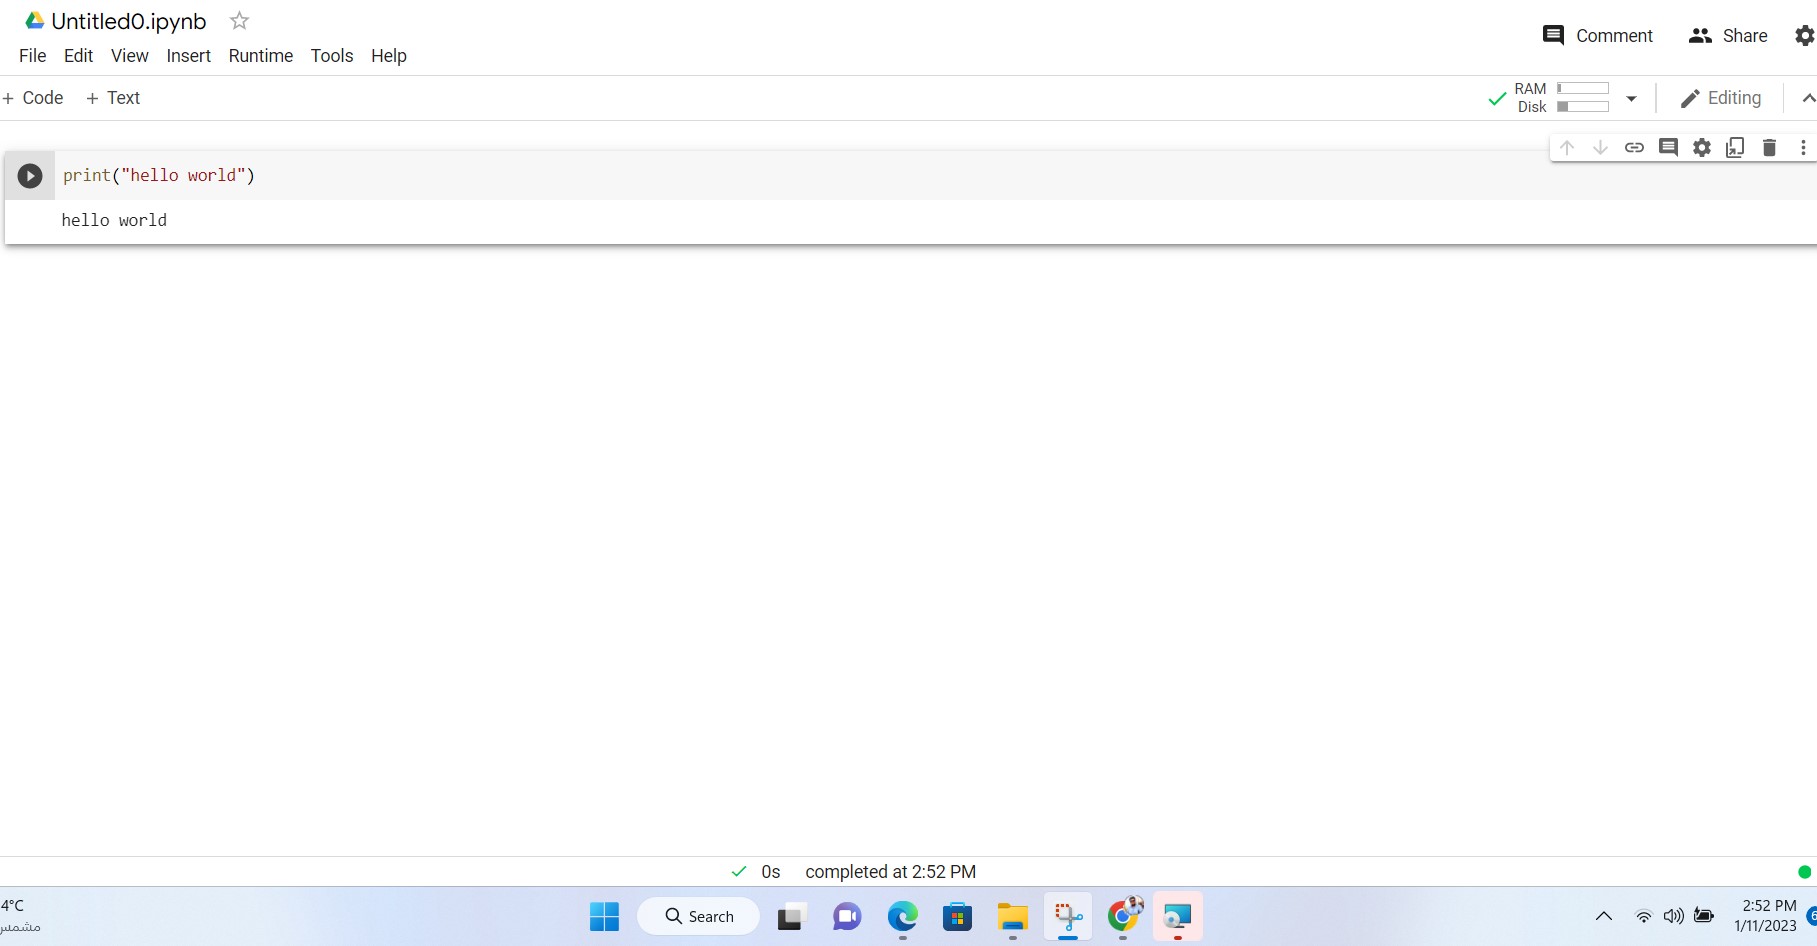 Untitled0.ipynb
File Edit View Insert Runtime Tools Help
Comment Share
+ Code + Text
RAM
Disk
Editing
print("hello world")
hello world
0s completed at 2:52 PM
4°C
مشمس
Search
2:52 PM
1/11/2023
6